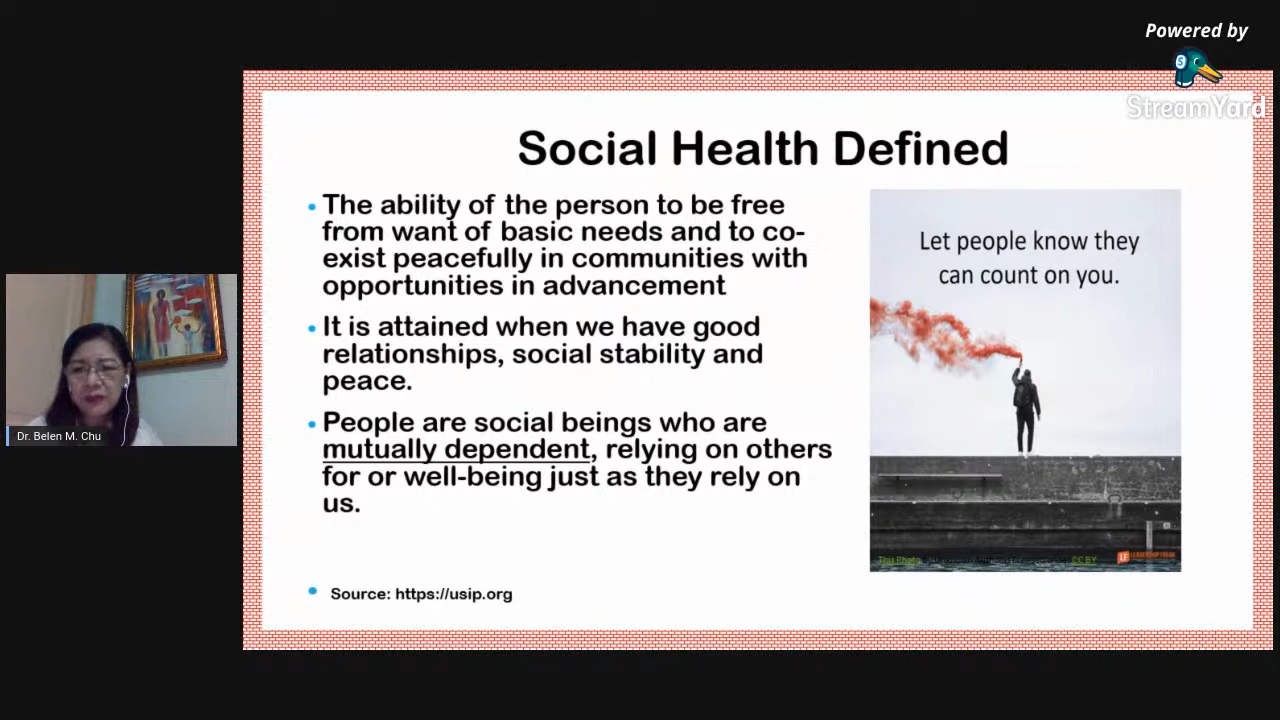 Powered by
StreamYard
Social Health Defined
• The ability of the person to be free
from want of basic needs and to co-
exist peacefully in communities with
opportunities in advancement
• It is attained when we have good
relationships, social stability and
peace.
• People are social beings who are
mutually dependent, relying on others
for or well-being just as they rely on
us.
• Source: https://usip.org
Let people know they
can count on you.
This Photo
CC BY
Dr. Belen M. Chu